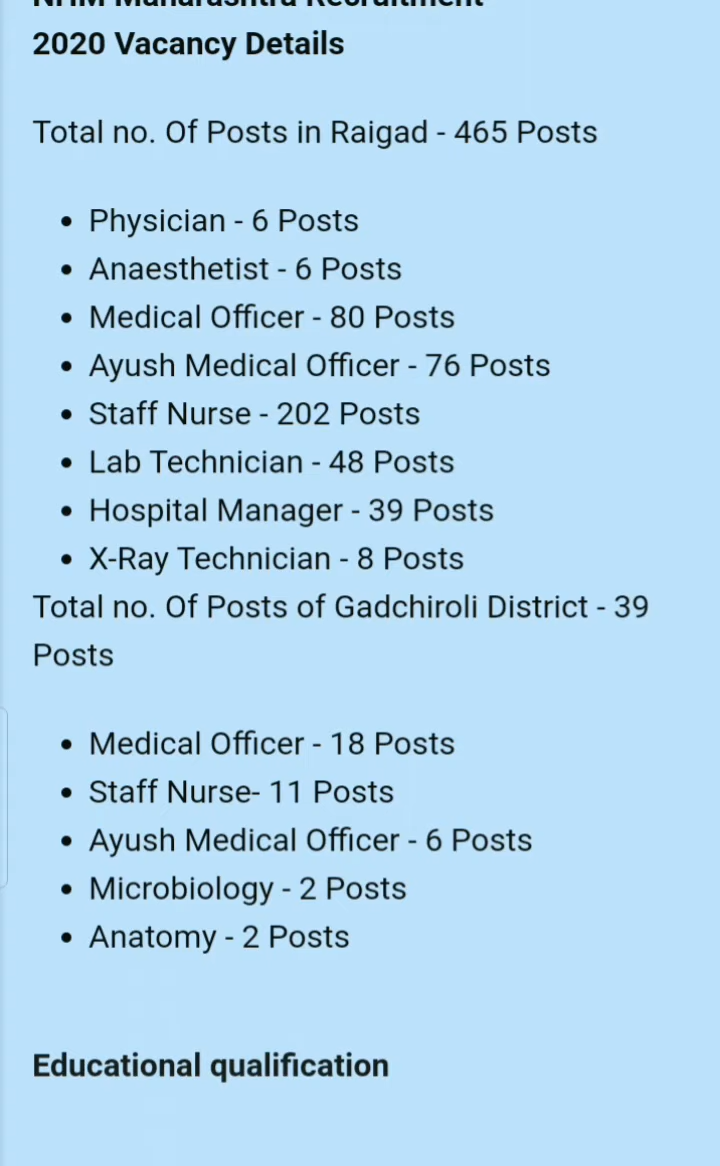 NHM Maharashtra Recruitment
2020 Vacancy Details
Total no. Of Posts in Raigad - 465 Posts
• Physician - 6 Posts
• Anaesthetist - 6 Posts
• Medical Officer - 80 Posts
• Ayush Medical Officer - 76 Posts
• Staff Nurse - 202 Posts
• Lab Technician - 48 Posts
• Hospital Manager - 39 Posts
• X-Ray Technician - 8 Posts
Total no. Of Posts of Gadchiroli District - 39
Posts
• Medical Officer - 18 Posts
• Staff Nurse- 11 Posts
• Ayush Medical Officer - 6 Posts
• Microbiology - 2 Posts
• Anatomy - 2 Posts
Educational qualification